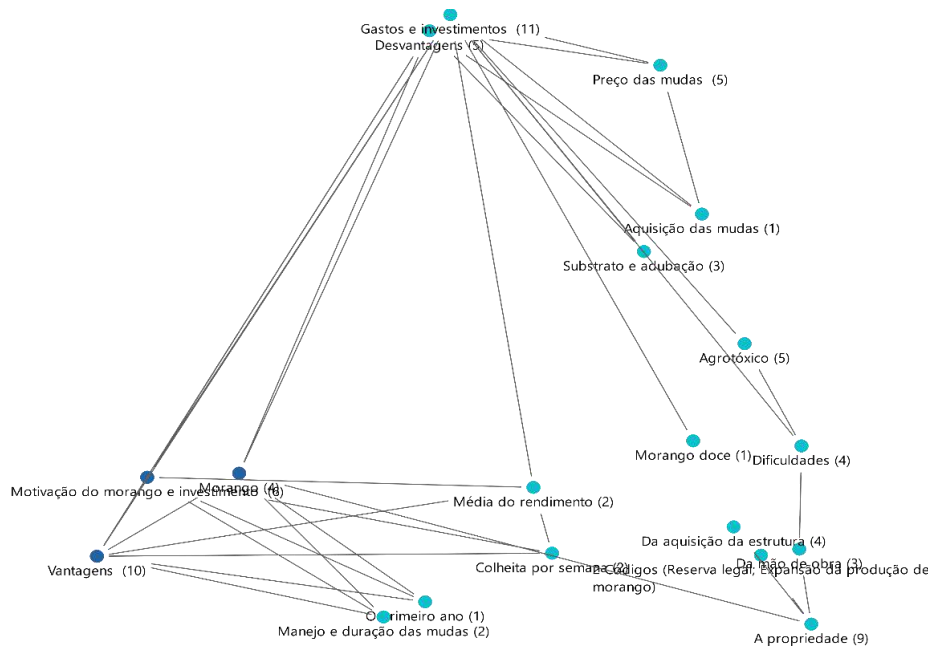 Gastos e investimentos (11)
Desvantagens (5)
Preço das mudas (5)
Aquisição das mudas (1)
Substrato e adubação (3)
Agrotóxico (5)
Morango doce (1)
Dificuldades (4)
Motivação do morango e investimento (6)
Morango (4)
Média do rendimento (2)
Da aquisição da estrutura (4)
Da mão de obra (3)
Vantagens (10)
Colheita por semana (2)
2 Códigos (Reserva legal; Expansão da produção de
morango)
O primeiro ano (1)
Manejo e duração das mudas (2)
A propriedade (9)